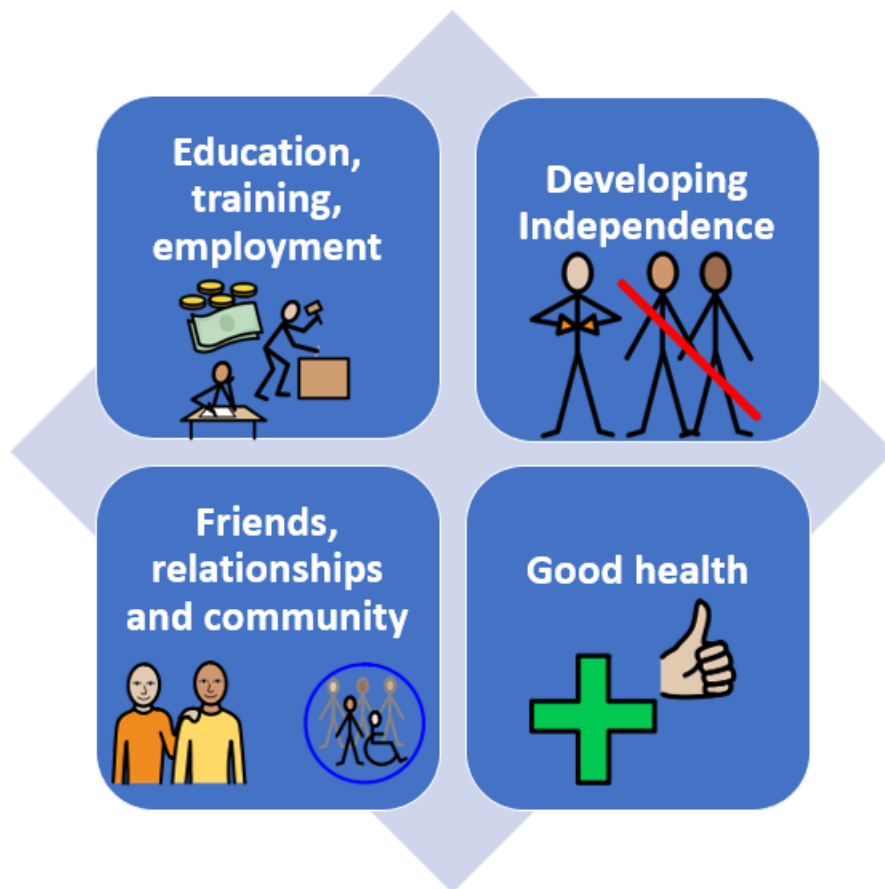 Education,
training,
employment
Developing
Independence
Friends,
relationships
and community
Good health